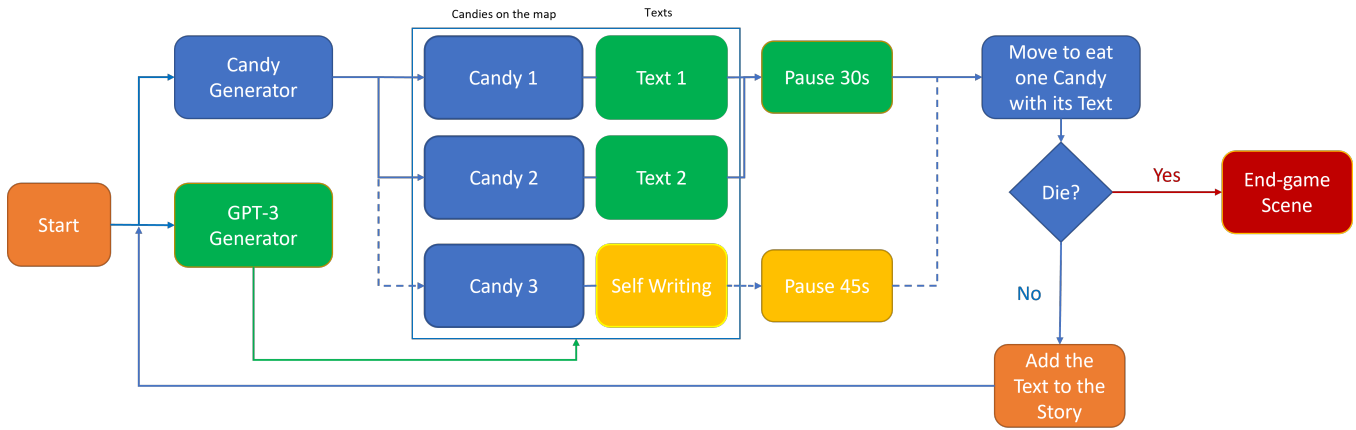 Candies on the map
Texts
Candy
Generator
Candy 1
Text 1
Pause 30s
Move to eat
one Candy
with its Text
Candy 2
Text 2
Start
GPT-3
Generator
Die?
Yes
End-game
Scene
Candy 3
Self Writing
Pause 45s
No
Add the
Text to the
Story